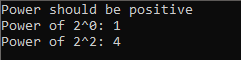 Power should be positive
Power of 2^0: 1
Power of 2^2: 4